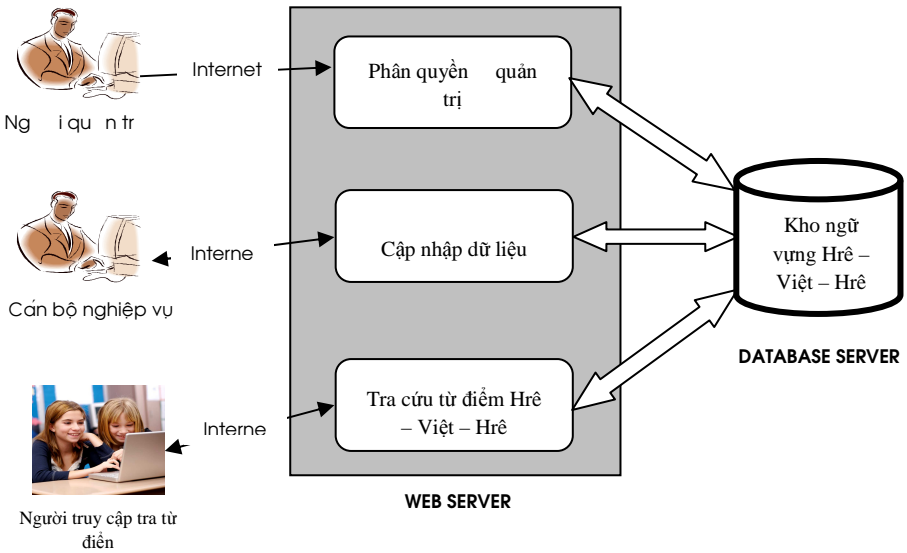 Internet
Phân quyền quản
trị
Ng i qu n tr
Interne
Cập nhập dữ liệu
Kho ngữ
vựng Hrê –
Việt – Hrê
Cán bộ nghiệp vụ
DATABASE SERVER
Interne
Tra cứu từ điểm Hrê
– Việt – Hrê
WEB SERVER
Người truy cập tra từ
điển